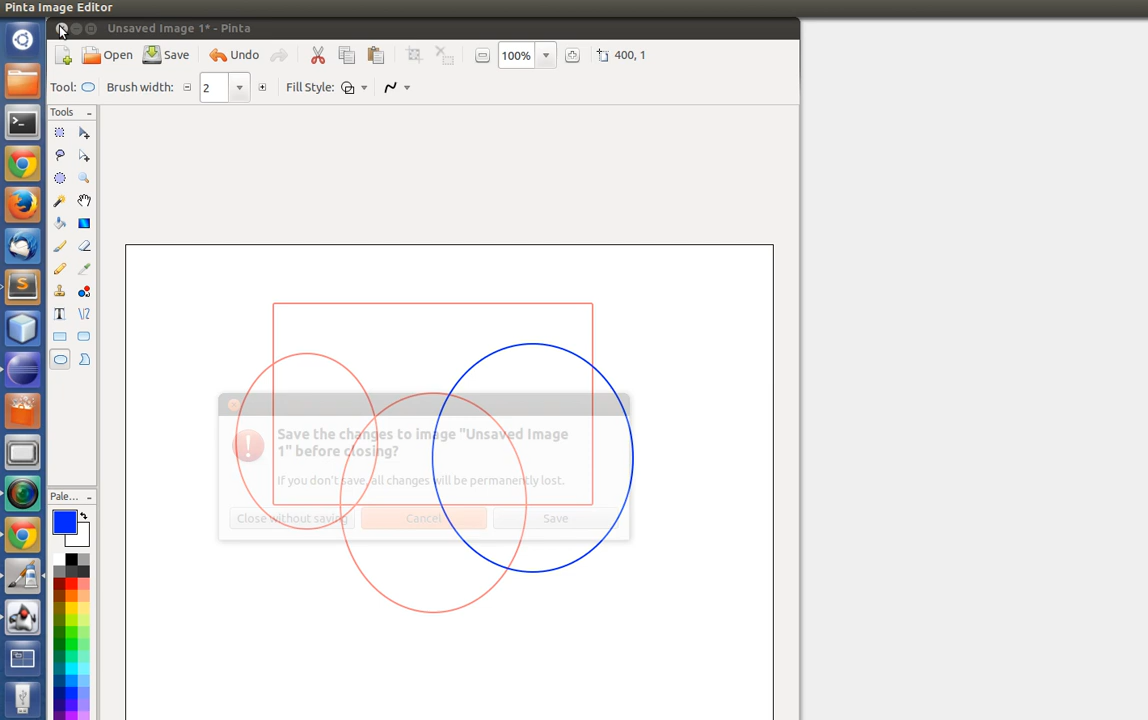 Pinta Image Editor
Unsaved Image 1* - Pinta
Open Save Undo 100% 400, 1
Tool: Brush width: 2 Fill Style:
Tools
Save the changes to image "Unsaved Image
1" before closing?
If you don't save, all changes will be permanently lost.
Close without saving Cancel Save
Pale...